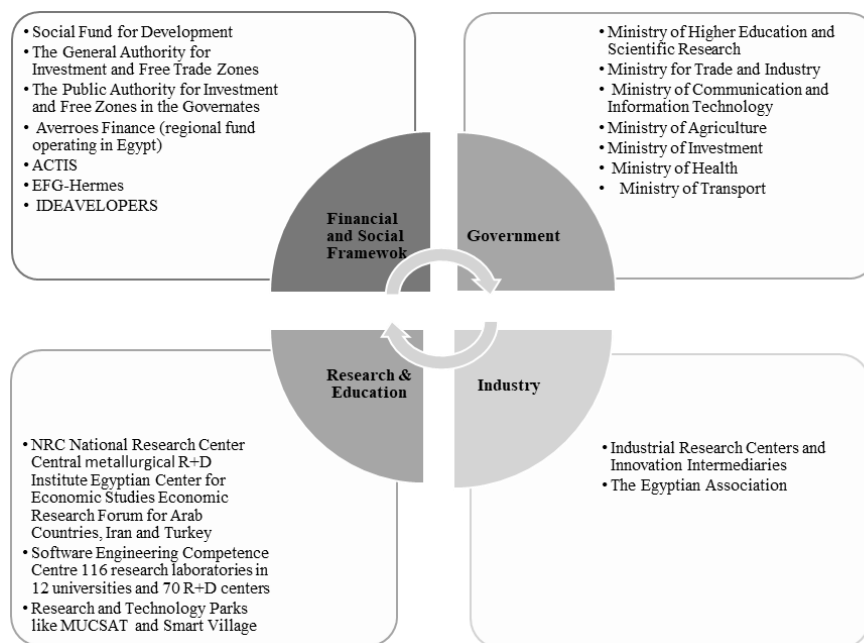 • Social Fund for Development
• The General Authority for
Investment and Free Trade Zones
• The Public Authority for Investment
and Free Zones in the Governates
• Averroes Finance (regional fund
operating in Egypt)
• ACTIS
• EFG-Hermes
• IDEAVELOPERS
• Ministry of Higher Education and
Scientific Research
• Ministry for Trade and Industry
• Ministry of Communication and
Information Technology
• Ministry of Agriculture
• Ministry of Investment
• Ministry of Health
• Ministry of Transport
Financial
and Social
Framewok
Government
Research &
Education
Industry
• NRC National Research Center
Central metallurgical R+D
Institute Egyptian Center for
Economic Studies Economic
Research Forum for Arab
Countries, Iran and Turkey
• Software Engineering Competence
Centre 116 research laboratories in
12 universities and 70 R+D centers
• Research and Technology Parks
like MUCSAT and Smart Village
• Industrial Research Centers and
Innovation Intermediaries
• The Egyptian Association